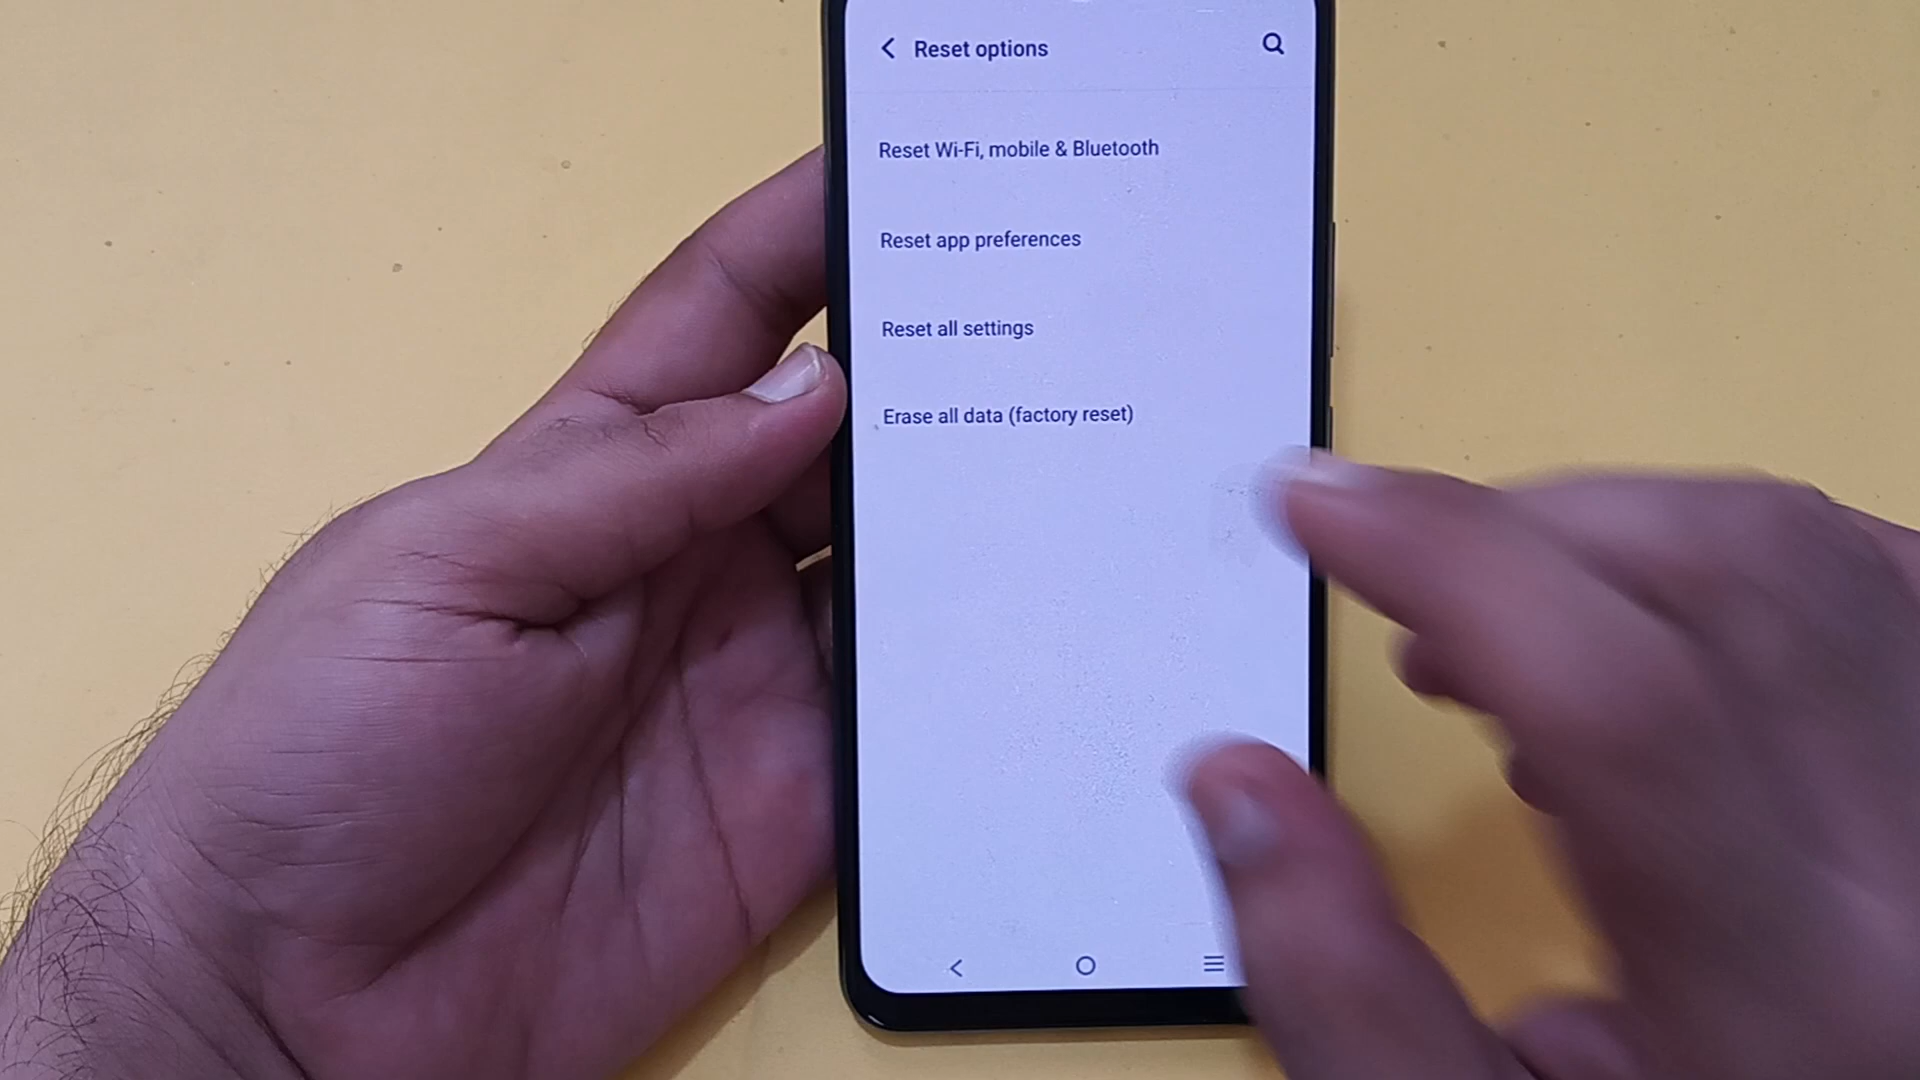 Reset options
Reset Wi-Fi, mobile & Bluetooth
Reset app preferences
Reset all settings
Erase all data (factory reset)